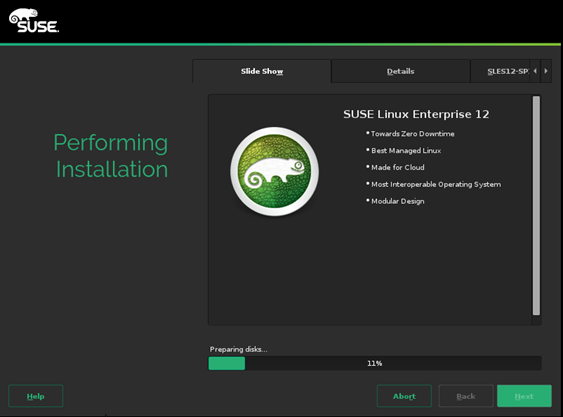 SUSE
Slide Show
Details
SLES12-SP
Performing
Installation
SUSE Linux Enterprise 12
• Towards Zero Downtime
• Best Managed Linux
• Made for Cloud
• Most Interoperable Operating System
• Modular Design
Preparing disks...
11%
Help
Abort
Back
Next